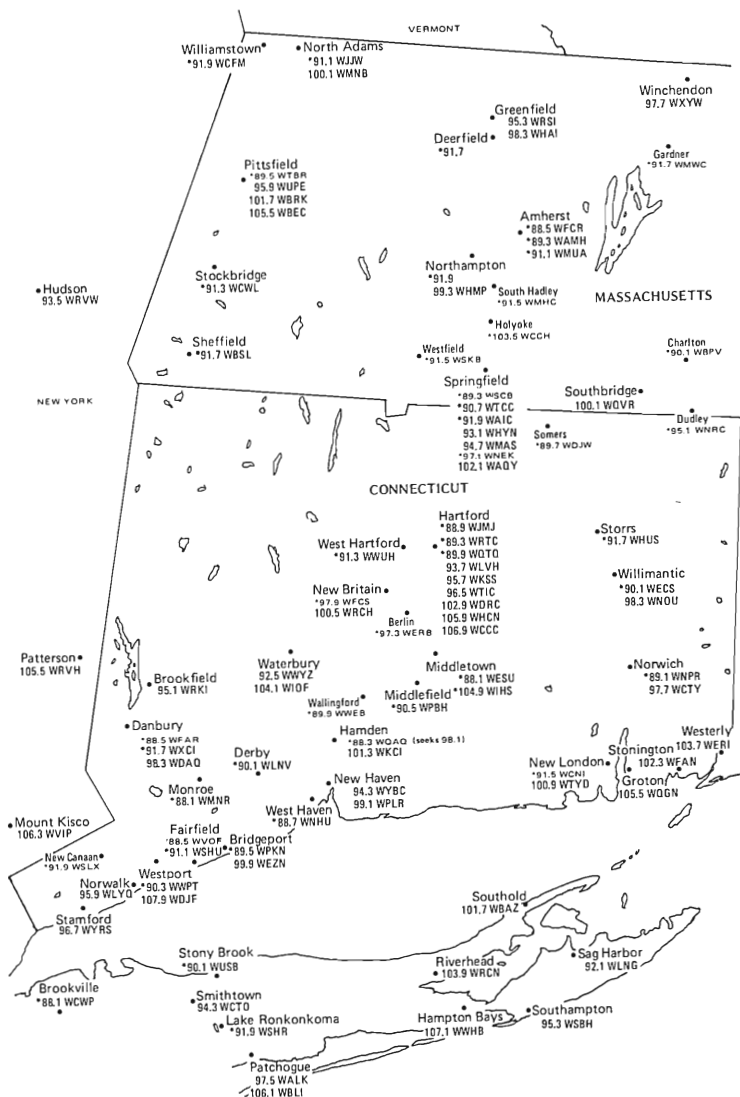 VERMONT
Williamstown
*91.9 WCFM
North Adams
*91.1 WJJW
100.1 WMNB
Winchendon
97.7 WXYW
Greenfield
95.3 WRSI
98.3 WHAI
Deerfield
*91.7
Gardner
*91.7 WMWC
Pittsfield
*89.5 WTBR
95.9 WUPE
101.7 WBRK
105.5 WBEC
Amherst
*88.5 WFCR
*89.3 WAMH
*91.1 WMUA
Northampton
*91.9
99.3 WHMP
Stockbridge
*91.3 WCWL
Hudson
93.5 WRVW
South Hadley
*91.5 WMHC
MASSACHUSETTS
Holyoke
*103.5 WCCH
Sheffield
*91.7 WBSL
Westfield
*91.5 WSKB
Charlton
*90.1 WBPV
Springfield
*89.3 WSCB
*90.7 WTCC
*91.9 WAIC
93.1 WHYN
94.7 WMAS
*97.1 WNEK
102.1 WAQY
Southbridge
100.1 WQVR
NEW YORK
Dudley
*95.1 WNRC
Somers
*89.7 WDJW
CONNECTICUT
Hartford
*88.9 WJMJ
*89.3 WRTC
*89.9 WQTQ
93.7 WLVH
95.7 WKSS
96.5 WTIC
102.9 WDRC
105.9 WHCN
106.9 WCCC
West Hartford
*91.3 WWUH
Storrs
*91.7 WHUS
New Britain
*97.9 WFCS
100.5 WRCH
Willimantic
*90.1 WECS
98.3 WNOU
Berlin
*97.3 WERB
Patterson
105.5 WRVH
Waterbury
92.5 WWYZ
104.1 WIOF
Middletown
*88.1 WESU
*104.9 WIHS
Norwich
*89.1 WNPR
97.7 WCTY
Brookfield
95.1 WRKI
Middlefield
*90.5 WPBH
Wallingford
*89.9 WWEB
Danbury
*88.5 WFAR
*91.7 WXCI
98.3 WDAQ
Hamden
*88.3 WQAQ (seeks 98.1)
101.3 WKCI
Derby
*90.1 WLNV
Westerly
103.7 WERI
Stonington
102.3 WFAN
New London
*91.5 WCNI
100.9 WTYD
Groton
105.5 WQGN
Monroe
*88.1 WMNR
New Haven
94.3 WYBC
99.1 WPLR
West Haven
*88.7 WNHU
Mount Kisco
106.3 WVIP
Fairfield
*88.5 WVOF
*91.1 WSHU
Bridgeport
*89.5 WPKN
99.9 WEZN
New Canaan
*91.9 WSLX
Westport
*90.3 WWPT
107.9 WDJF
Norwalk
95.9 WLYQ
Stamford
96.7 WYRS
Southold
101.7 WBAZ
Stony Brook
*90.1 WUSB
Riverhead
*103.9 WRCN
Sag Harbor
92.1 WLNG
Brookville
*88.1 WCWP
Smithtown
94.3 WCTO
Lake Ronkonkoma
*91.9 WSHR
Hampton Bays
107.1 WWHB
Southampton
95.3 WSBH
Patchogue
97.5 WALK
106.1 WBLI